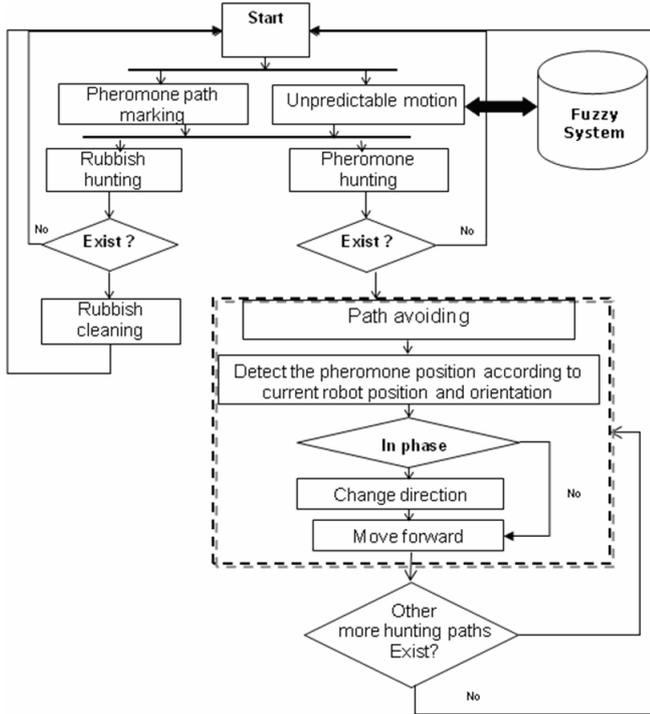 Start
Pheromone path
marking
Unpredictable motion
Fuzzy
System
Rubbish
hunting
Pheromone
hunting
No
Exist ?
Exist ?
No
Rubbish
cleaning
Path avoiding
Detect the pheromone position according to
current robot position and orientation
In phase
Change direction
No
Move forward
Other
more hunting paths
Exist?
No